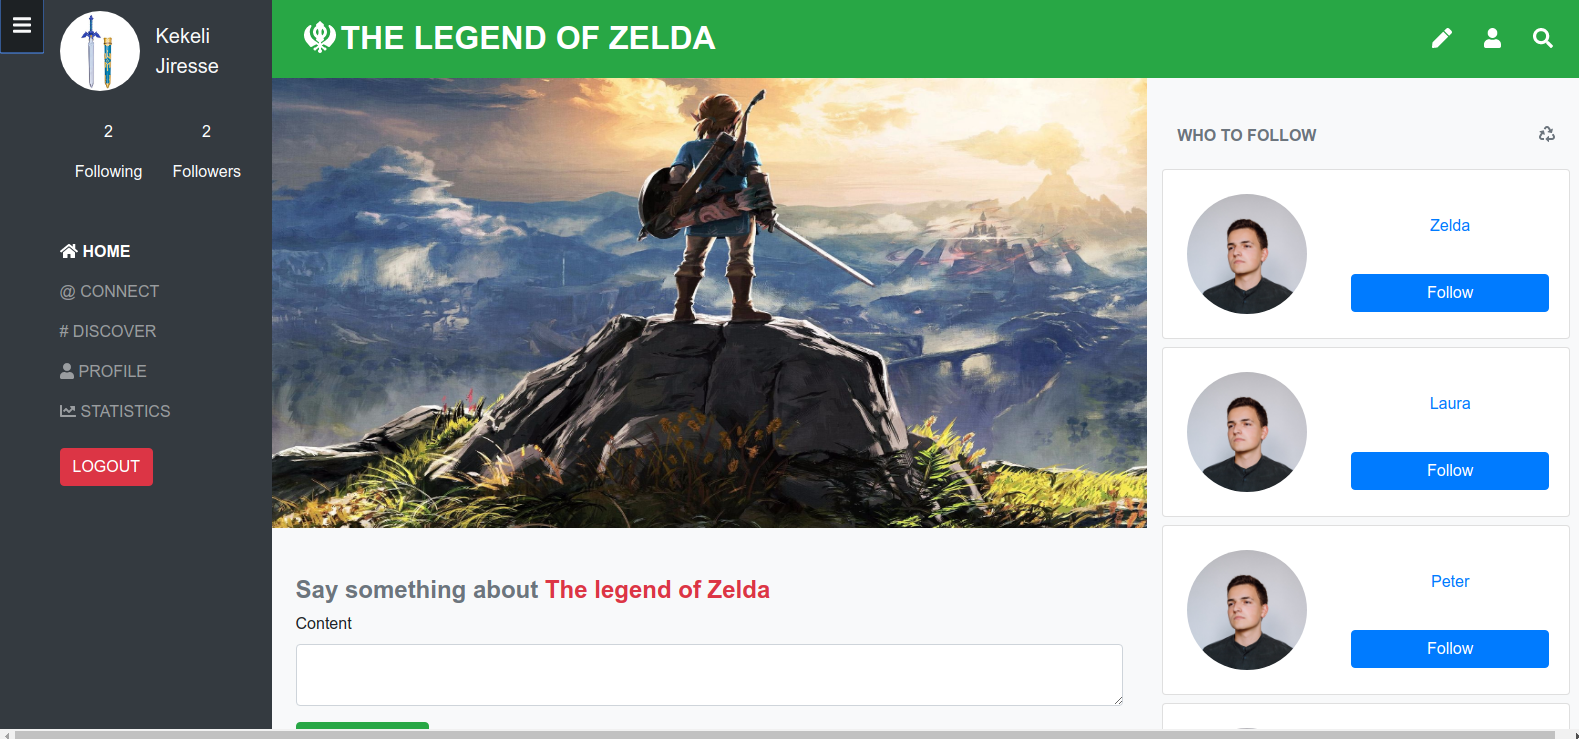 Kekeli
Jiresse
2 2
Following Followers
HOME
@ CONNECT
# DISCOVER
PROFILE
STATISTICS
LOGOUT
THE LEGEND OF ZELDA
Say something about The legend of Zelda
Content
WHO TO FOLLOW
Zelda
Follow
Laura
Follow
Peter
Follow